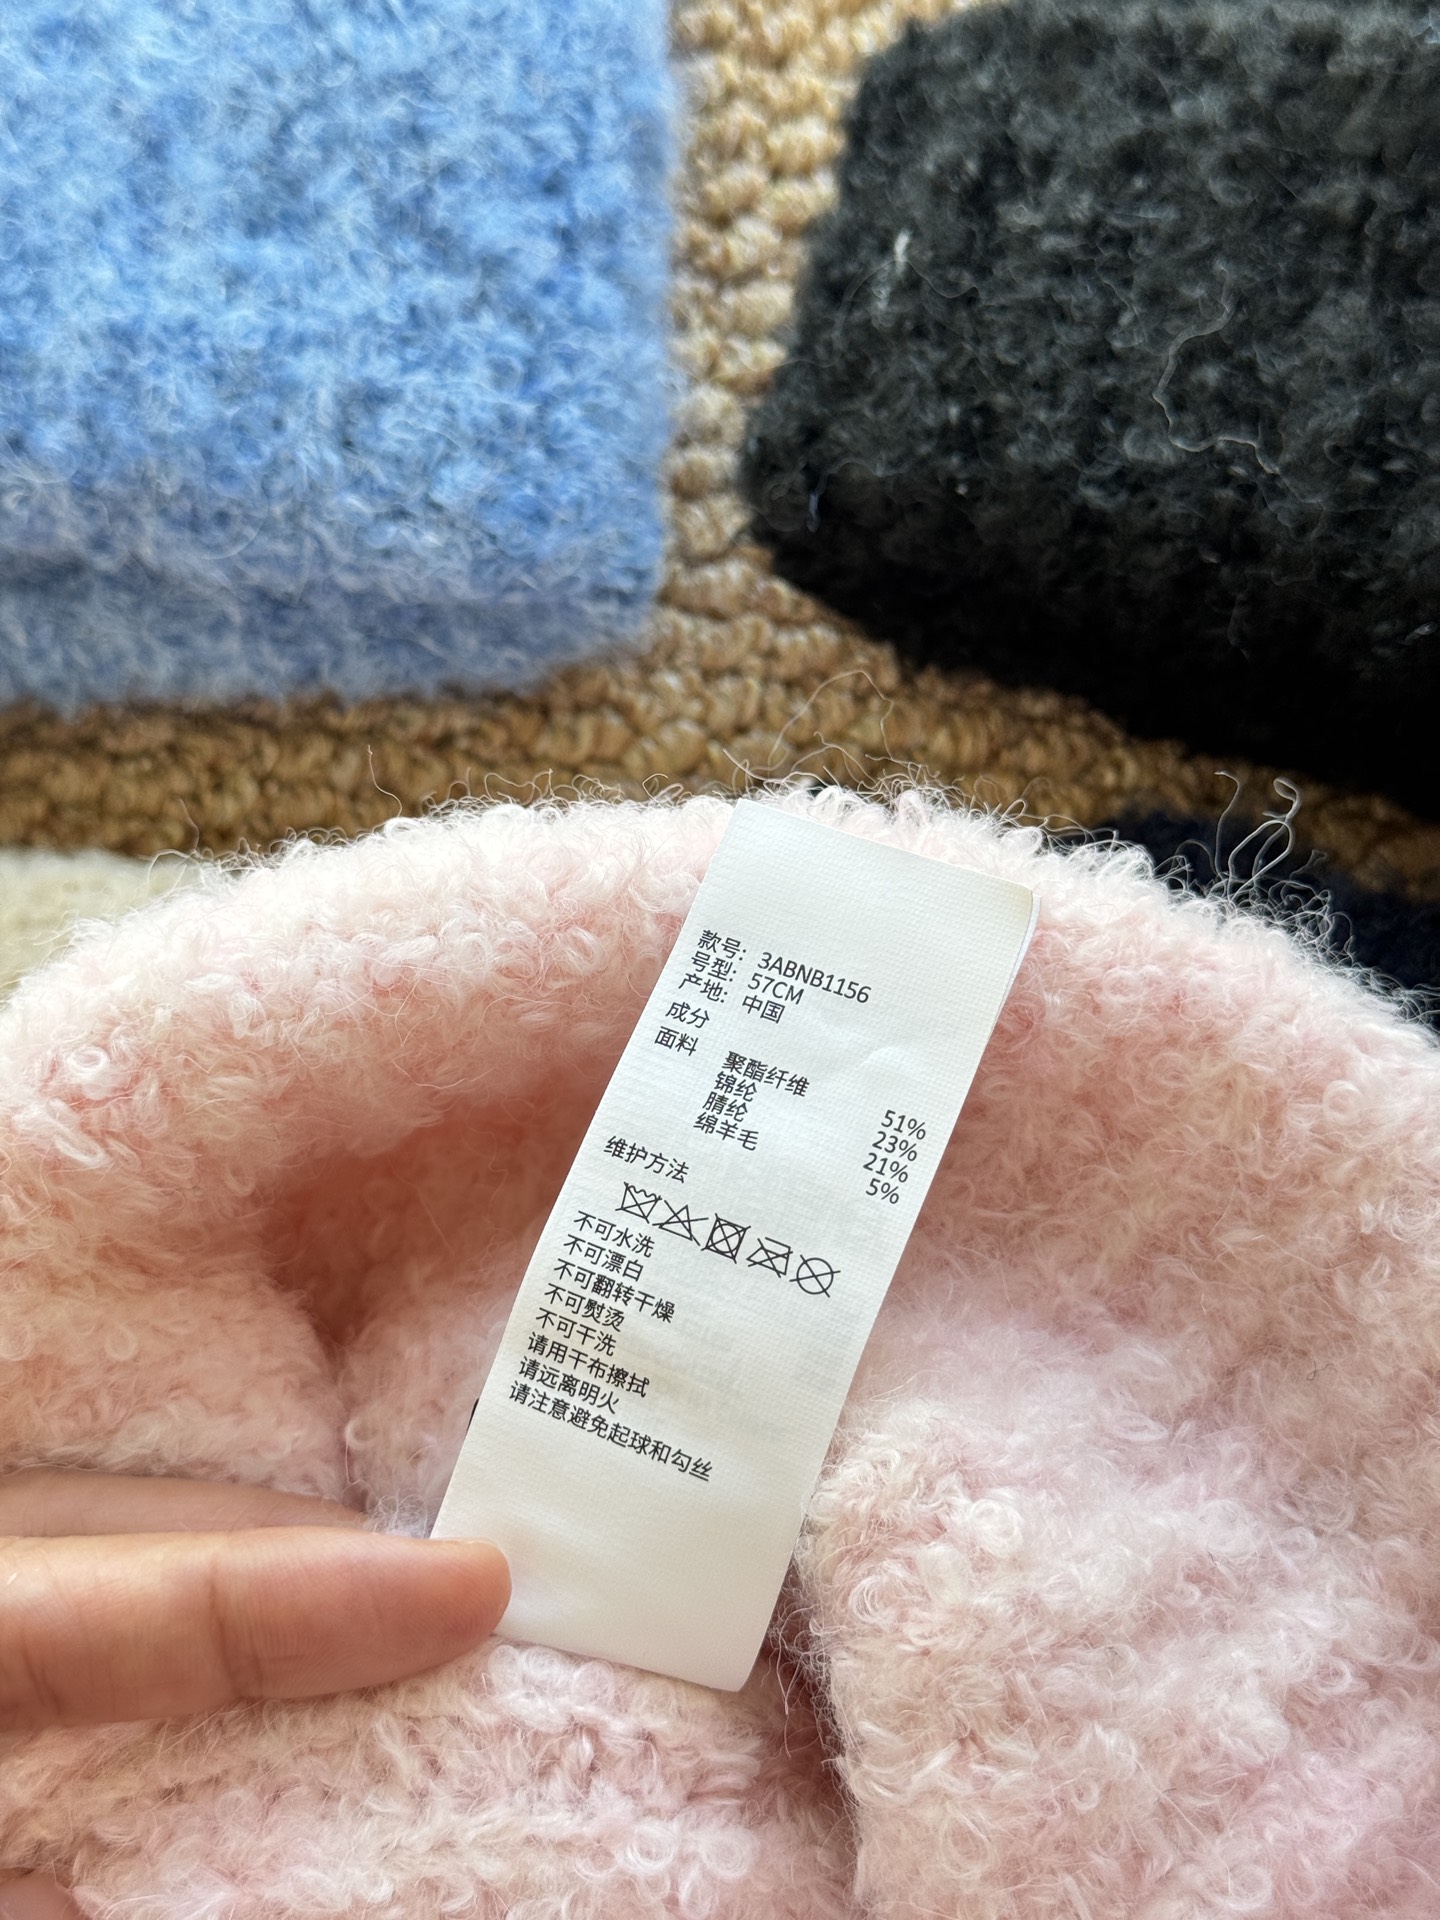 款号: 3ABNB1156
号型: 57CM
产地: 中国
成分
面料
聚酯纤维 51%
锦纶 23%
腈纶 21%
绵羊毛 5%
维护方法
不可水洗
不可漂白
不可翻转干燥
不可熨烫
不可干洗
请用干布擦拭
请远离明火
请注意避免起球和勾丝